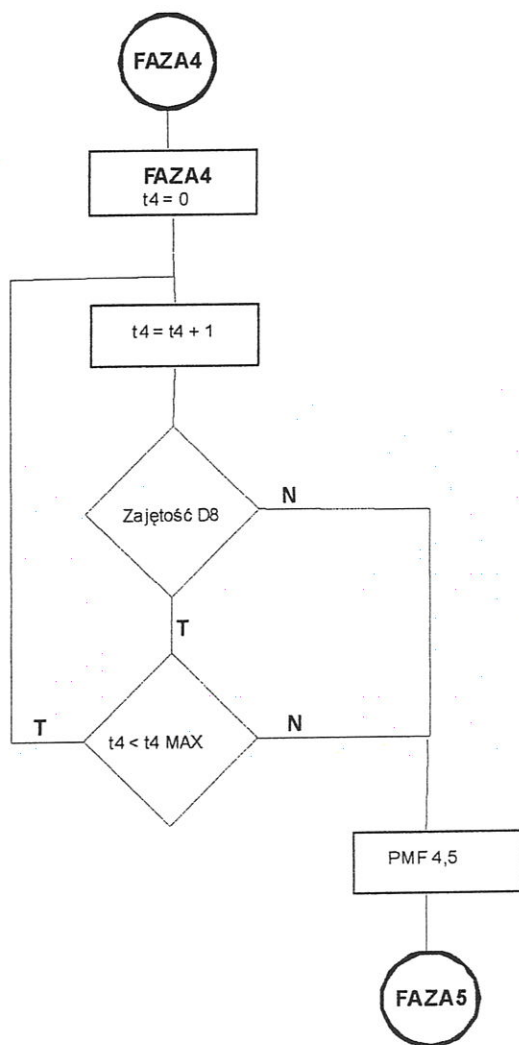 FAZA4
FAZA4
t4 = 0
t4 = t4 + 1
Zajętość D8
N
T
t4 < t4 MAX
T
N
PMF 4,5
FAZA5